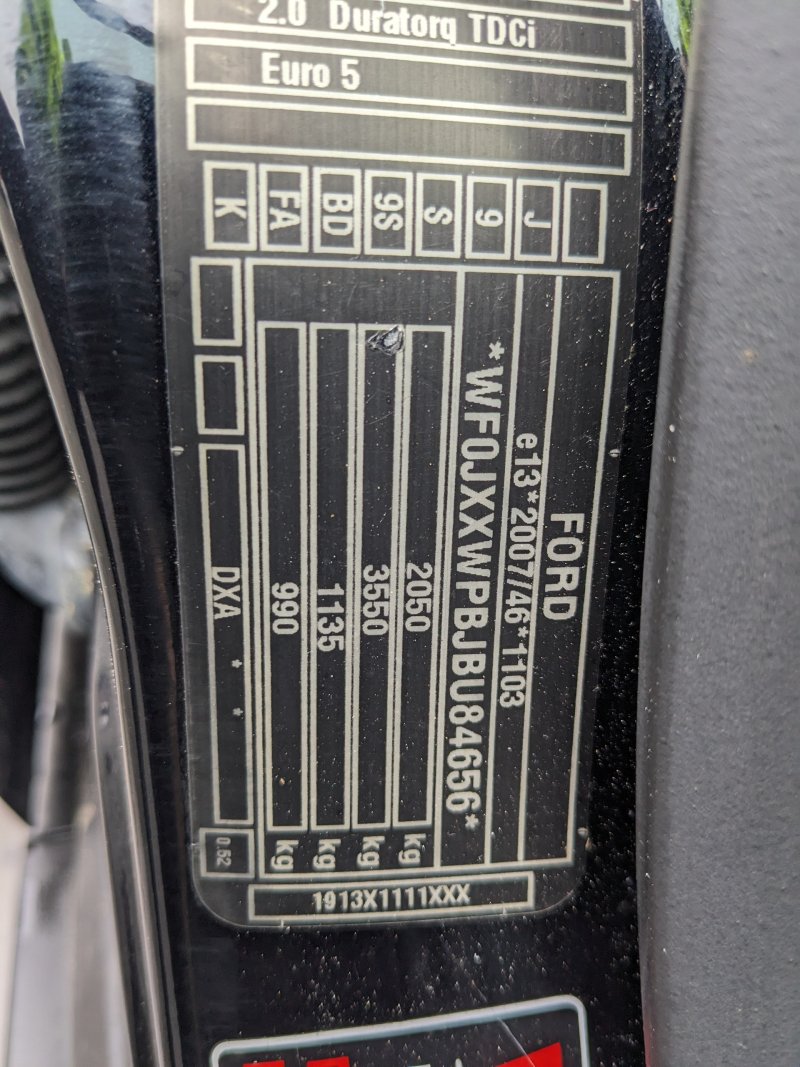 2.0 Duratorq TDCi
Euro 5
K
FA
BD
9S
S
9
J
FORD
e13*2007/46*1103
*WF0JXXWPBJBU84656*
2050 kg
3550 kg
1135 kg
990 kg
DXA * *
0.52
1913X1111XXX